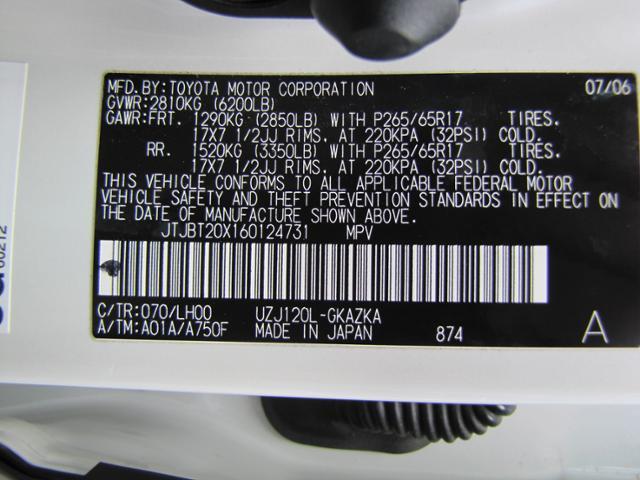 MFD.BY:TOYOTA MOTOR CORPORATION 07/06
GVWR:2810KG (6200LB)
GAWR:FRT. 1290KG (2850LB) WITH P265/65R17 TIRES.
17X7 1/2JJ RIMS, AT 220KPA (32PSI) COLD.
RR. 1520KG (3350LB) WITH P265/65R17 TIRES.
17X7 1/2JJ RIMS, AT 220KPA (32PSI) COLD.
THIS VEHICLE CONFORMS TO ALL APPLICABLE FEDERAL MOTOR
VEHICLE SAFETY AND THEFT PREVENTION STANDARDS IN EFFECT ON
THE DATE OF MANUFACTURE SHOWN ABOVE.
JTJBT20X160124731 MPV
C/TR:070/LH00 UZJ120L-GKAZKA
A/TM:A01A/A750F MADE IN JAPAN 874 A
00212